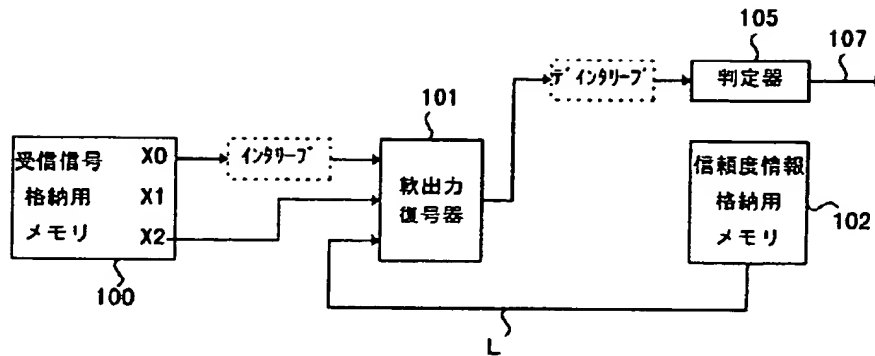 105
107
デインタリーブ
判定器
101
受信信号 X0
格納用 X1
メモリ X2
インタリーブ
軟出力
復号器
信頼度情報
格納用
メモリ
102
100
L